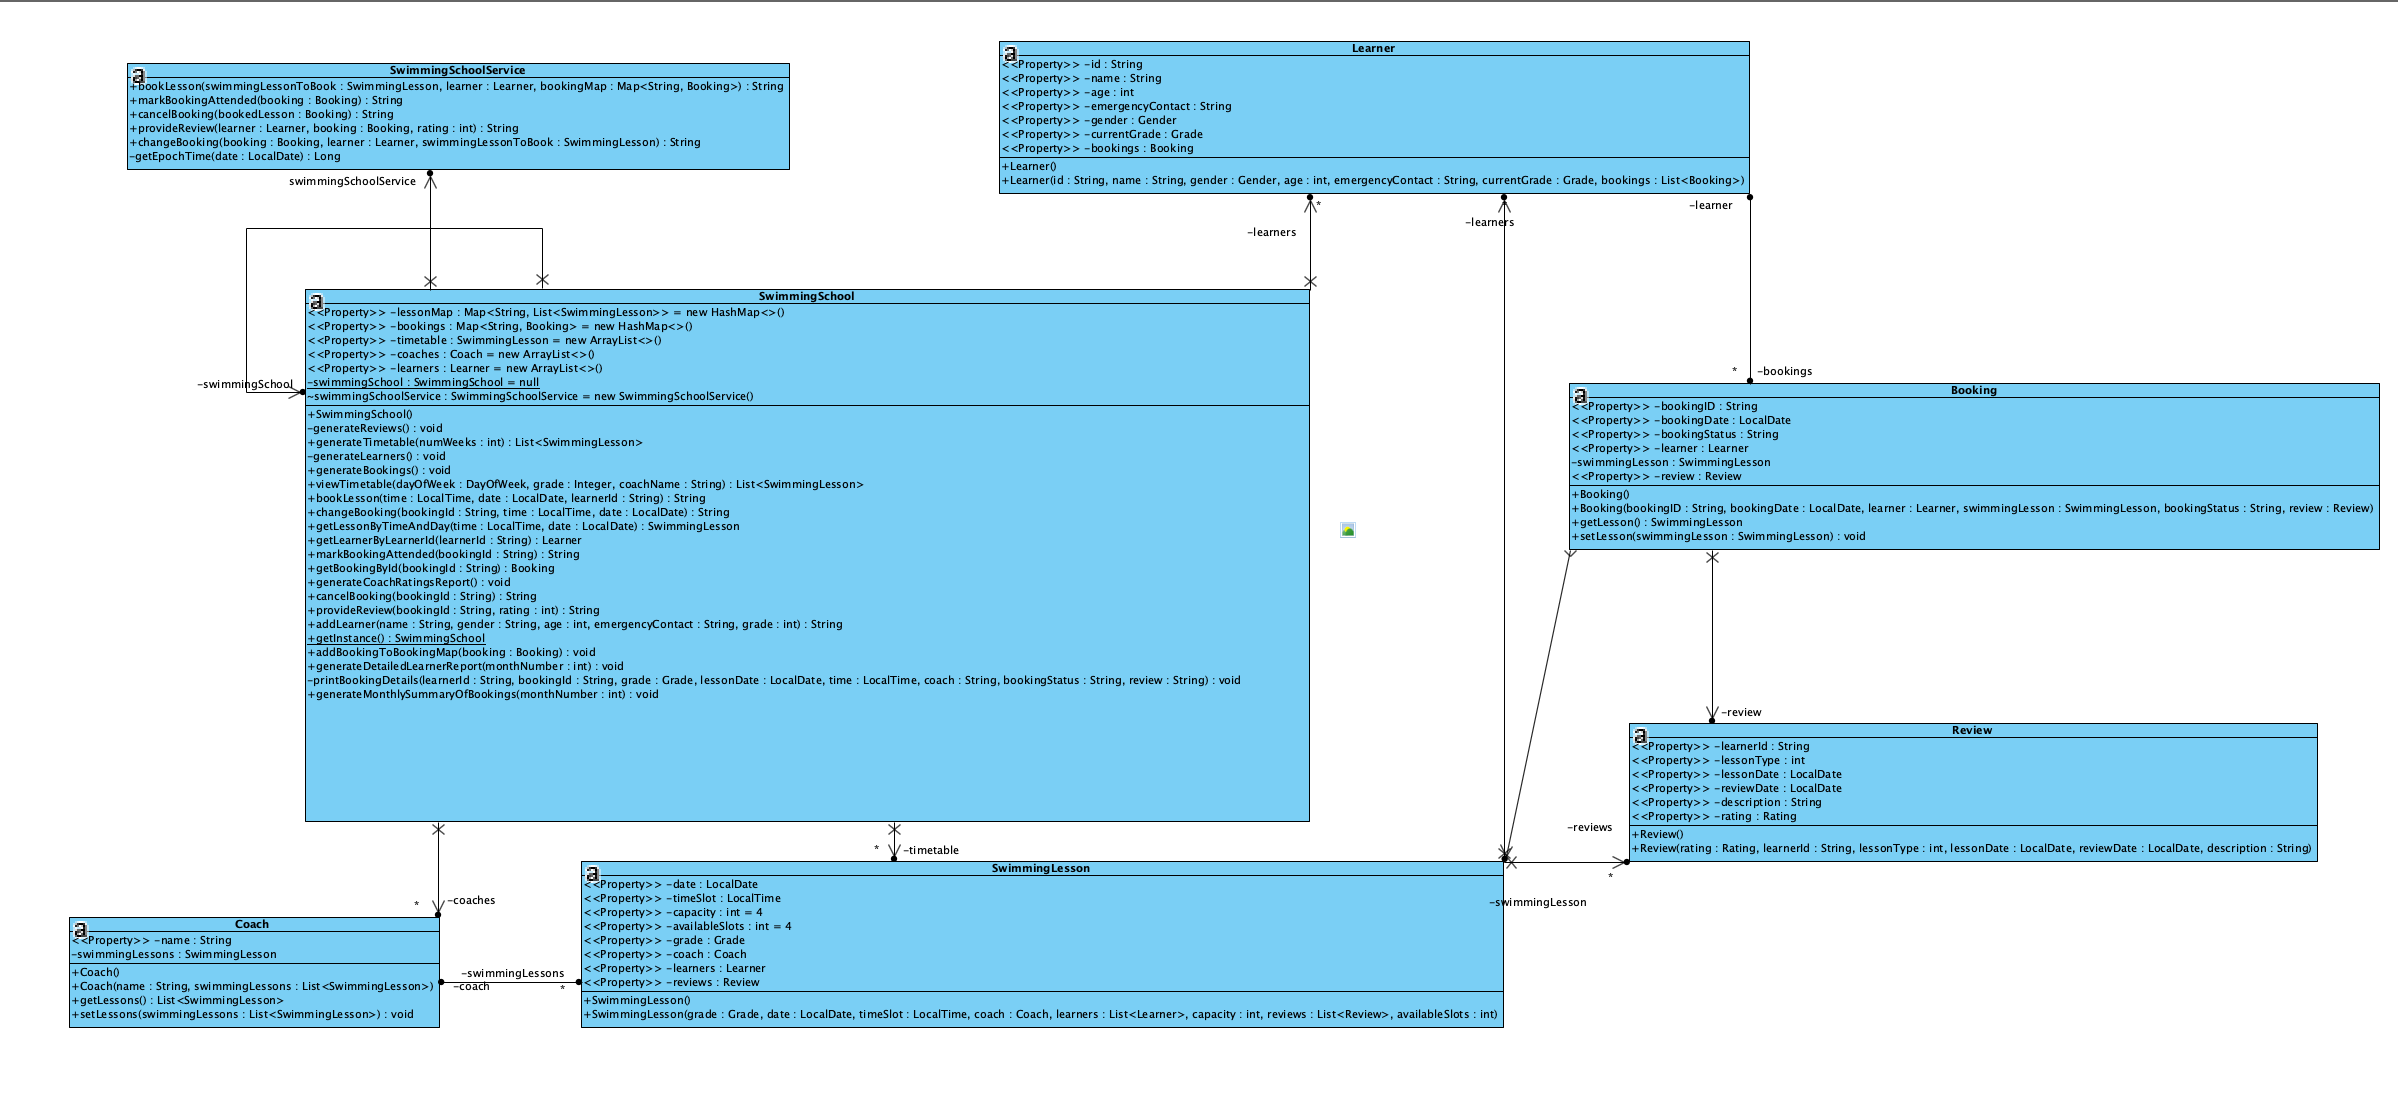 SwimmingSchoolService
+bookLesson(swimmingLessonToBook : SwimmingLesson, learner : Learner, bookingMap : Map<String, Booking>) : String
+markBookingAttended(booking : Booking) : String
+cancelBooking(bookedLesson : Booking) : String
+provideReview(learner : Learner, booking : Booking, rating : int) : String
+changeBooking(booking : Booking, learner : Learner, swimmingLessonToBook : SwimmingLesson) : String
-getEpochTime(date : LocalDate) : Long
swimmingSchoolService
Learner
<<Property>> -id : String
<<Property>> -name : String
<<Property>> -age : int
<<Property>> -emergencyContact : String
<<Property>> -gender : Gender
<<Property>> -currentGrade : Grade
<<Property>> -bookings : Booking
+Learner()
+Learner(id : String, name : String, gender : Gender, age : int, emergencyContact : String, currentGrade : Grade, bookings : List<Booking>)
*
-learners
-learners
-learner
-swimmingSchool
SwimmingSchool
<<Property>> -lessonMap : Map<String, List<SwimmingLesson>> = new HashMap<>()
<<Property>> -bookings : Map<String, Booking> = new HashMap<>()
<<Property>> -timetable : SwimmingLesson = new ArrayList<>()
<<Property>> -coaches : Coach = new ArrayList<>()
<<Property>> -learners : Learner = new ArrayList<>()
-swimmingSchool : SwimmingSchool = null
~swimmingSchoolService : SwimmingSchoolService = new SwimmingSchoolService()
+SwimmingSchool()
-generateReviews() : void
+generateTimetable(numWeeks : int) : List<SwimmingLesson>
-generateLearners() : void
+generateBookings() : void
+viewTimetable(dayOfWeek : DayOfWeek, grade : Integer, coachName : String) : List<SwimmingLesson>
+bookLesson(time : LocalTime, date : LocalDate, learnerId : String) : String
+changeBooking(bookingId : String, time : LocalTime, date : LocalDate) : String
+getLessonByTimeAndDay(time : LocalTime, date : LocalDate) : SwimmingLesson
+getLearnerByLearnerId(learnerId : String) : Learner
+markBookingAttended(bookingId : String) : String
+getBookingById(bookingId : String) : Booking
+generateCoachRatingsReport() : void
+cancelBooking(bookingId : String) : String
+provideReview(bookingId : String, rating : int) : String
+addLearner(name : String, gender : String, age : int, emergencyContact : String, grade : int) : String
+getInstance() : SwimmingSchool
+addBookingToBookingMap(booking : Booking) : void
+generateDetailedLearnerReport(monthNumber : int) : void
-printBookingDetails(learnerId : String, bookingId : String, grade : Grade, lessonDate : LocalDate, time : LocalTime, coach : String, bookingStatus : String, review : String) : void
+generateMonthlySummaryOfBookings(monthNumber : int) : void
* -bookings
Booking
<<Property>> -bookingID : String
<<Property>> -bookingDate : LocalDate
<<Property>> -bookingStatus : String
<<Property>> -learner : Learner
-swimmingLesson : SwimmingLesson
<<Property>> -review : Review
+Booking()
+Booking(bookingID : String, bookingDate : LocalDate, learner : Learner, swimmingLesson : SwimmingLesson, bookingStatus : String, review : Review)
+getLesson() : SwimmingLesson
+setLesson(swimmingLesson : SwimmingLesson) : void
-review
Review
<<Property>> -learnerId : String
<<Property>> -lessonType : int
<<Property>> -lessonDate : LocalDate
<<Property>> -reviewDate : LocalDate
<<Property>> -description : String
<<Property>> -rating : Rating
+Review()
+Review(rating : Rating, learnerId : String, lessonType : int, lessonDate : LocalDate, reviewDate : LocalDate, description : String)
-reviews
*
-swimmingLesson
* -timetable
* -coaches
Coach
<<Property>> -name : String
-swimmingLessons : SwimmingLesson
+Coach()
+Coach(name : String, swimmingLessons : List<SwimmingLesson>)
+getLessons() : List<SwimmingLesson>
+setLessons(swimmingLessons : List<SwimmingLesson>) : void
-swimmingLessons
-coach
*
SwimmingLesson
<<Property>> -date : LocalDate
<<Property>> -timeSlot : LocalTime
<<Property>> -capacity : int = 4
<<Property>> -availableSlots : int = 4
<<Property>> -grade : Grade
<<Property>> -coach : Coach
<<Property>> -learners : Learner
<<Property>> -reviews : Review
+SwimmingLesson()
+SwimmingLesson(grade : Grade, date : LocalDate, timeSlot : LocalTime, coach : Coach, learners : List<Learner>, capacity : int, reviews : List<Review>, availableSlots : int)